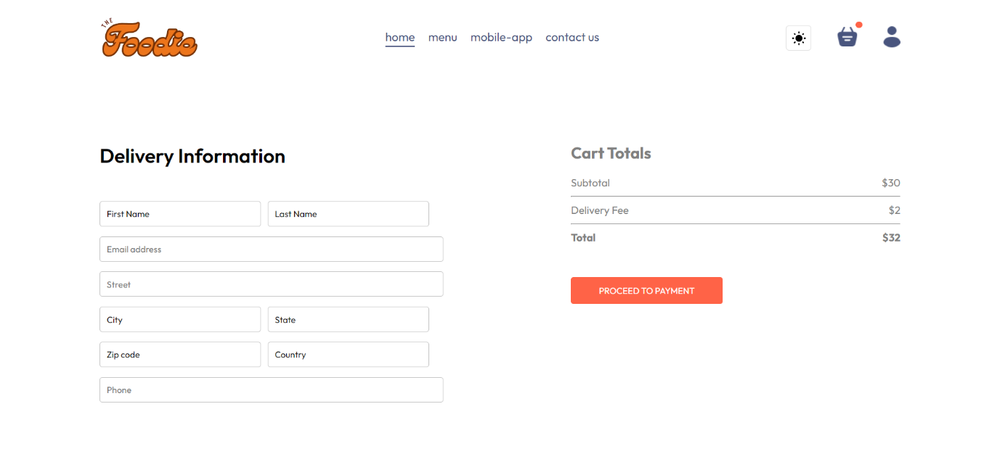 THE
Foodie
home menu mobile-app contact us
Delivery Information
First Name Last Name
Email address
Street
City State
Zip code Country
Phone
Cart Totals
Subtotal $30
Delivery Fee $2
Total $32
PROCEED TO PAYMENT